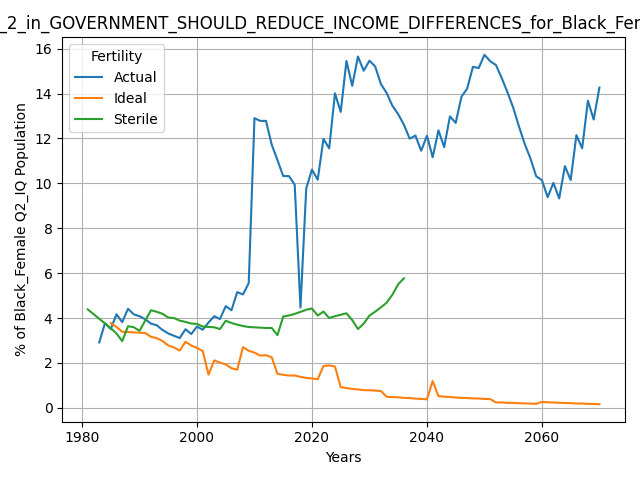 _2_in_GOVERNMENT_SHOULD_REDUCE_INCOME_DIFFERENCES_for_Black_Fer
Fertility
Actual
Ideal
Sterile
% of Black_Female Q2_IQ Population
16
14
12
10
8
6
4
2
0
1980
2000
2020
2040
2060
Years